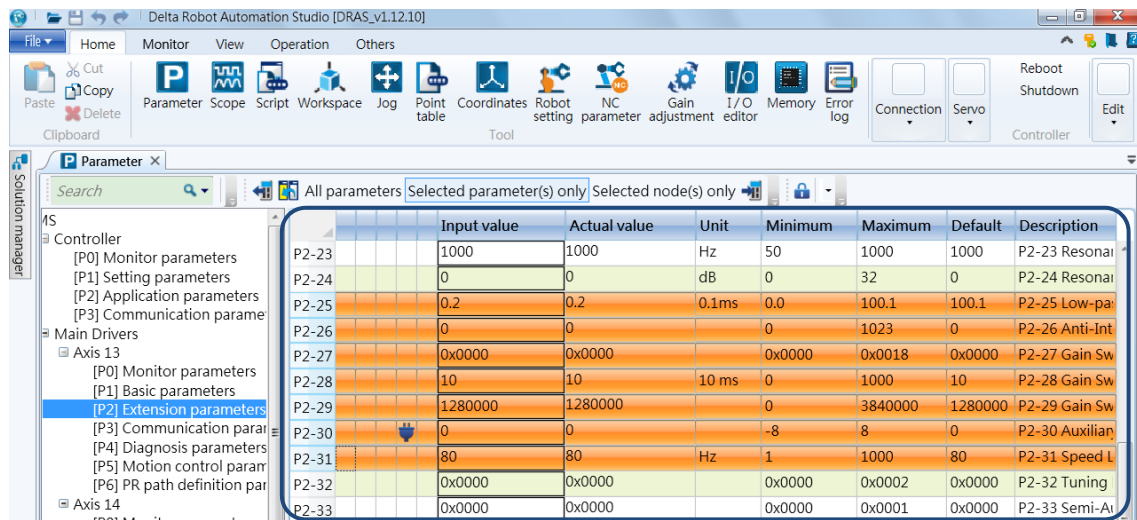 Delta Robot Automation Studio [DRAS_v1.12.10]
File Home Monitor View Operation Others
Paste Cut Copy Delete Parameter Scope Script Workspace Jog Point table Coordinates Robot setting NC parameter Gain adjustment I/O editor Memory Error log Connection Servo Reboot Shutdown Edit
Clipboard Tool Controller
Solution manager
Parameter
Search All parameters Selected parameter(s) only Selected node(s) only
MS
Controller
[P0] Monitor parameters
[P1] Setting parameters
[P2] Application parameters
[P3] Communication parame
Main Drivers
Axis 13
[P0] Monitor parameters
[P1] Basic parameters
[P2] Extension parameters
[P3] Communication parar
[P4] Diagnosis parameters
[P5] Motion control param
[P6] PR path definition par
Axis 14
Input value Actual value Unit Minimum Maximum Default Description
P2-23 1000 1000 Hz 50 1000 1000 P2-23 Resonar
P2-24 0 0 dB 0 32 0 P2-24 Resonar
P2-25 0.2 0.2 0.1ms 0.0 100.1 100.1 P2-25 Low-pas
P2-26 0 0 0 1023 0 P2-26 Anti-Int
P2-27 0x0000 0x0000 0x0000 0x0018 0x0000 P2-27 Gain Sw
P2-28 10 10 10 ms 0 1000 10 P2-28 Gain Sw
P2-29 1280000 1280000 0 3840000 1280000 P2-29 Gain Sw
P2-30 0 0 -8 8 0 P2-30 Auxiliar
P2-31 80 80 Hz 1 1000 80 P2-31 Speed L
P2-32 0x0000 0x0000 0x0000 0x0002 0x0000 P2-32 Tuning
P2-33 0x0000 0x0000 0x0000 0x0001 0x0000 P2-33 Semi-Au